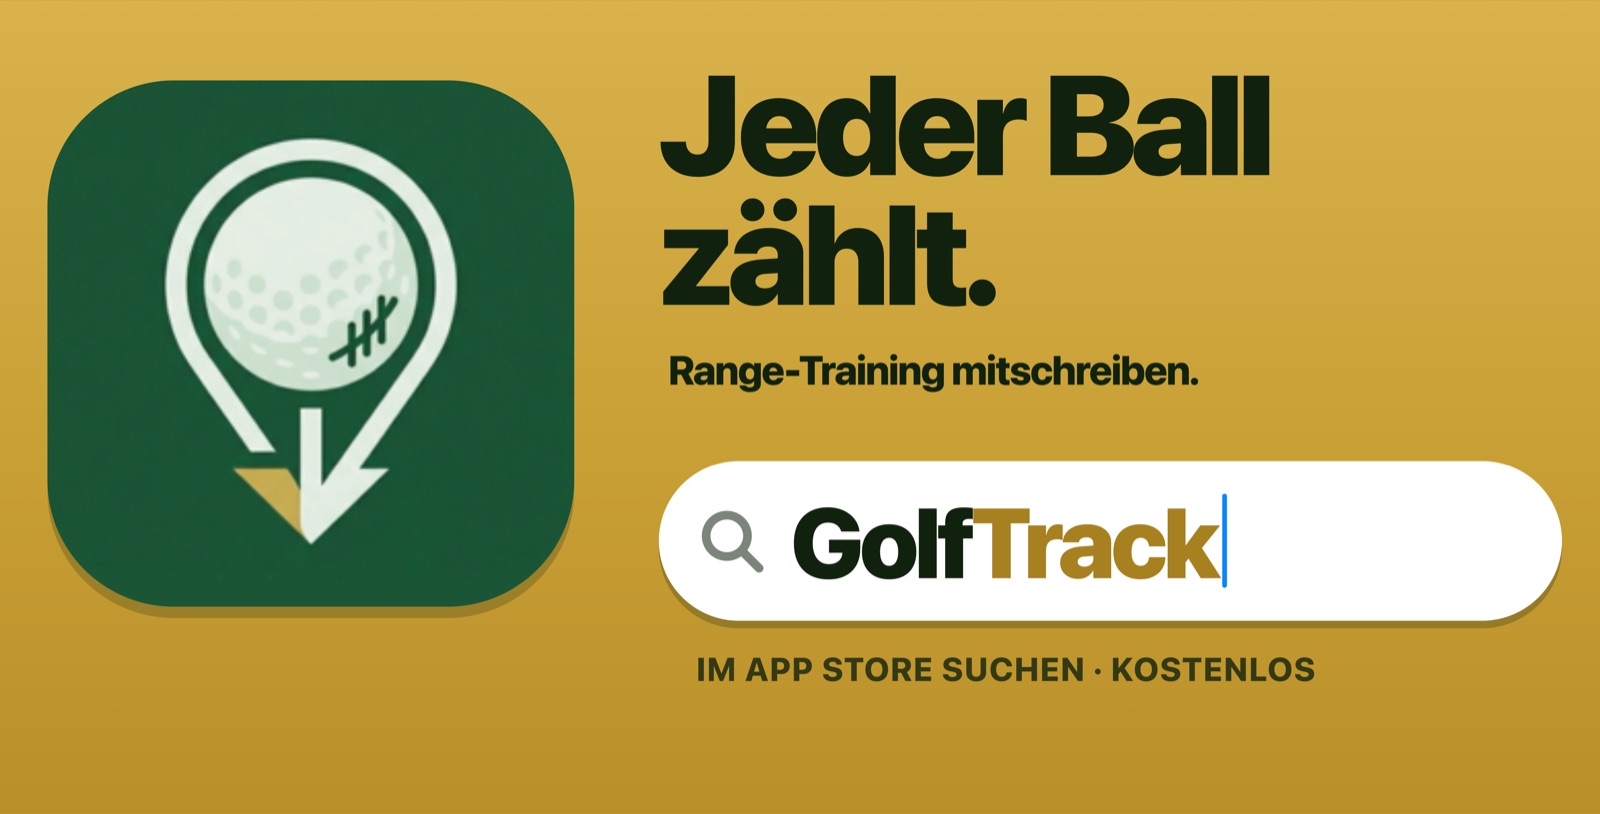 Jeder Ball
zählt.
Range-Training mitschreiben.
GolfTrack
IM APP STORE SUCHEN · KOSTENLOS